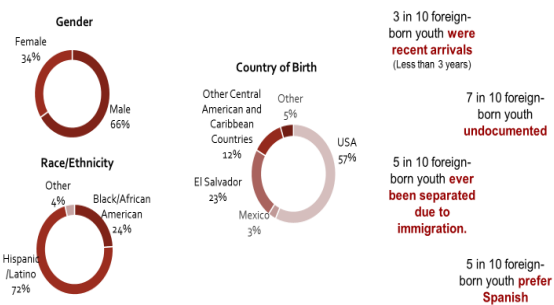 Gender
Female
34%
Male
66%
Race/Ethnicity
Other
4%
Black/African
American
24%
Hispanic
/Latino
72%
Country of Birth
Other Central
American and
Caribbean
Countries
12%
Other
5%
USA
57%
El Salvador
23%
Mexico
3%
3 in 10 foreign-
born youth were
recent arrivals
(Less than 3 years)
7 in 10 foreign-
born youth
undocumented
5 in 10 foreign-
born youth ever
been separated
due to
immigration.
5 in 10 foreign-
born youth prefer
Spanish